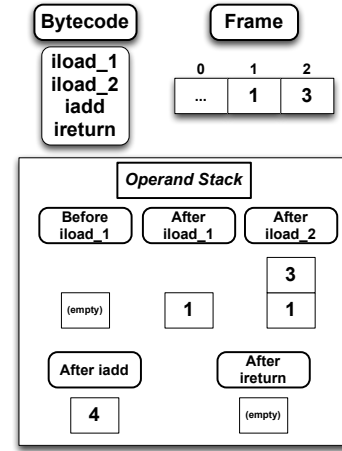 Bytecode
Frame
iload_1
iload_2
iadd
ireturn
0 1 2
... 1 3
Operand Stack
Before
iload_1
After
iload_1
After
iload_2
(empty)
1
3
1
After iadd
After
ireturn
4
(empty)